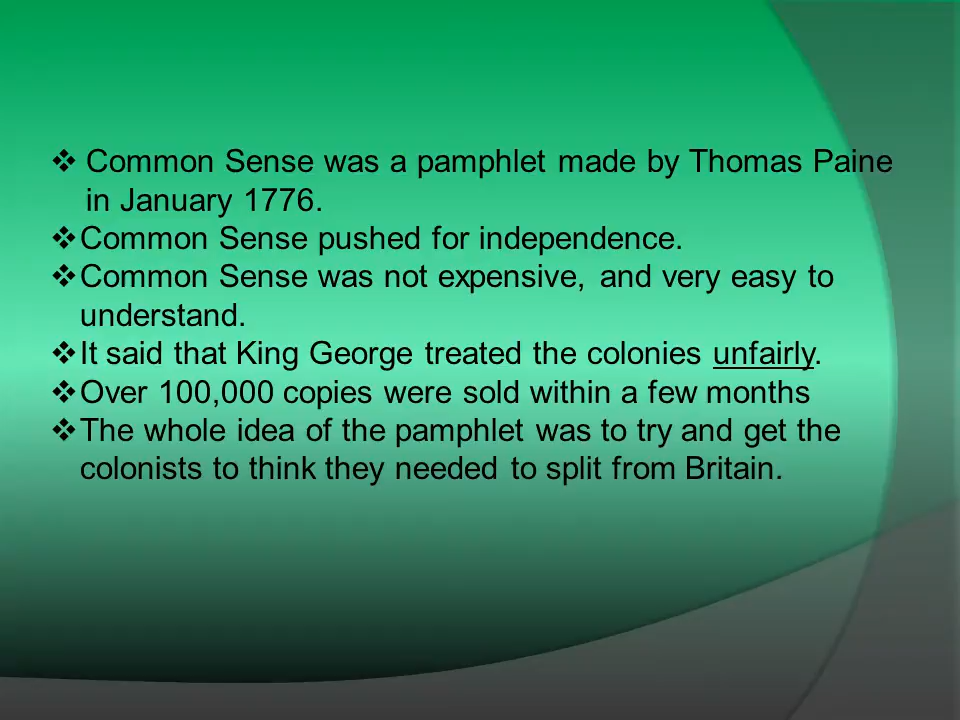 ❖ Common Sense was a pamphlet made by Thomas Paine
in January 1776.
❖ Common Sense pushed for independence.
❖ Common Sense was not expensive, and very easy to
understand.
❖ It said that King George treated the colonies unfairly.
❖ Over 100,000 copies were sold within a few months
❖ The whole idea of the pamphlet was to try and get the
colonists to think they needed to split from Britain.